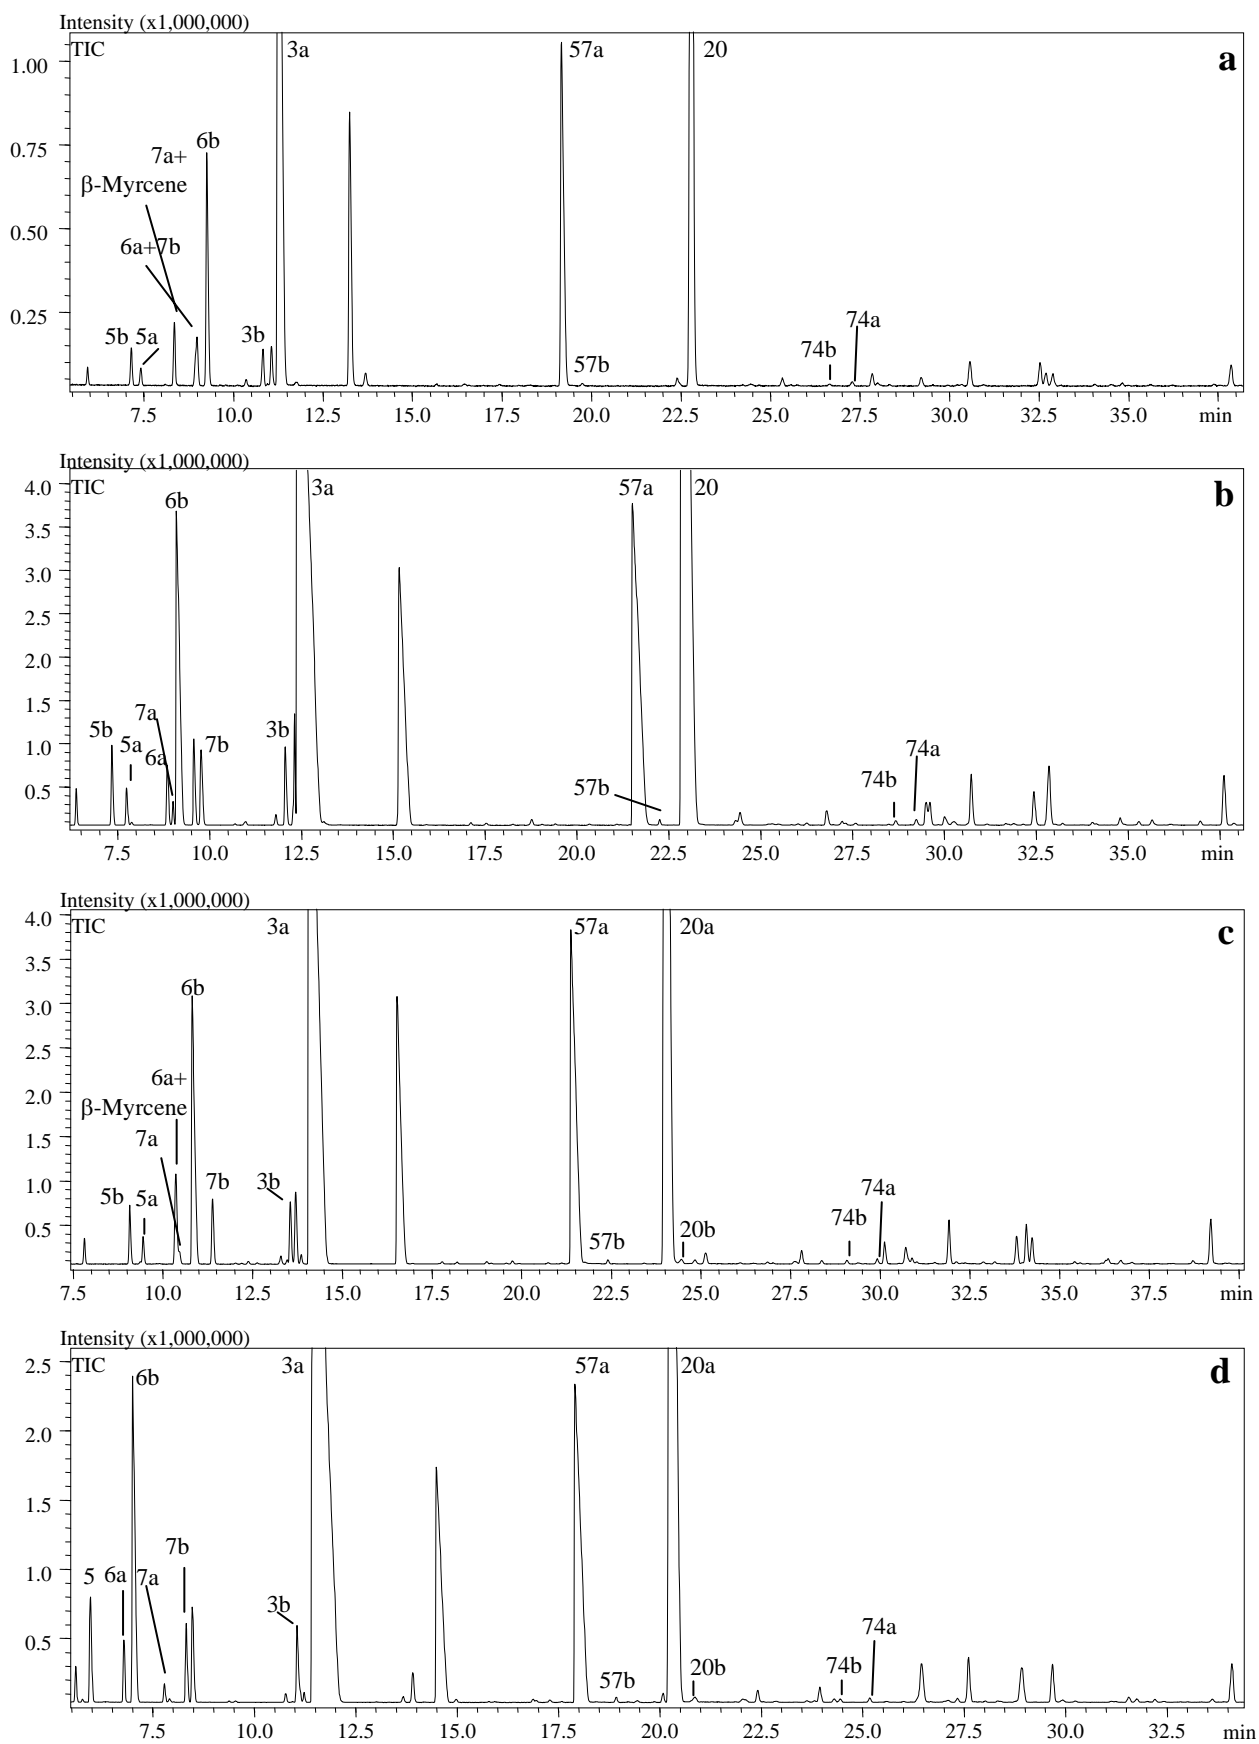 Intensity (x1,000,000)
TIC
3a
57a
20
a
1.00
0.75
0.50
0.25
6b
7a+
β-Myrcene
6a+7b
5b
5a
3b
57b
74b
74a
7.5 10.0 12.5 15.0 17.5 20.0 22.5 25.0 27.5 30.0 32.5 35.0 min
Intensity (x1,000,000)
TIC
6b
3a
57a
20
b
4.0
3.5
3.0
2.5
2.0
1.5
1.0
0.5
7a
5b
5a
6a
7b
3b
57b
74b
74a
7.5 10.0 12.5 15.0 17.5 20.0 22.5 25.0 27.5 30.0 32.5 35.0 min
Intensity (x1,000,000)
TIC
3a
57a
20a
c
4.0
3.5
3.0
2.5
2.0
1.5
1.0
0.5
6b
6a+
β-Myrcene
7a
5b
5a
7b
3b
57b
20b
74b
74a
7.5 10.0 12.5 15.0 17.5 20.0 22.5 25.0 27.5 30.0 32.5 35.0 37.5 min
Intensity (x1,000,000)
TIC
6b
3a
57a
20a
d
2.5
2.0
1.5
1.0
0.5
7b
5
6a
7a
3b
57b
20b
74b
74a
7.5 10.0 12.5 15.0 17.5 20.0 22.5 25.0 27.5 30.0 32.5 min